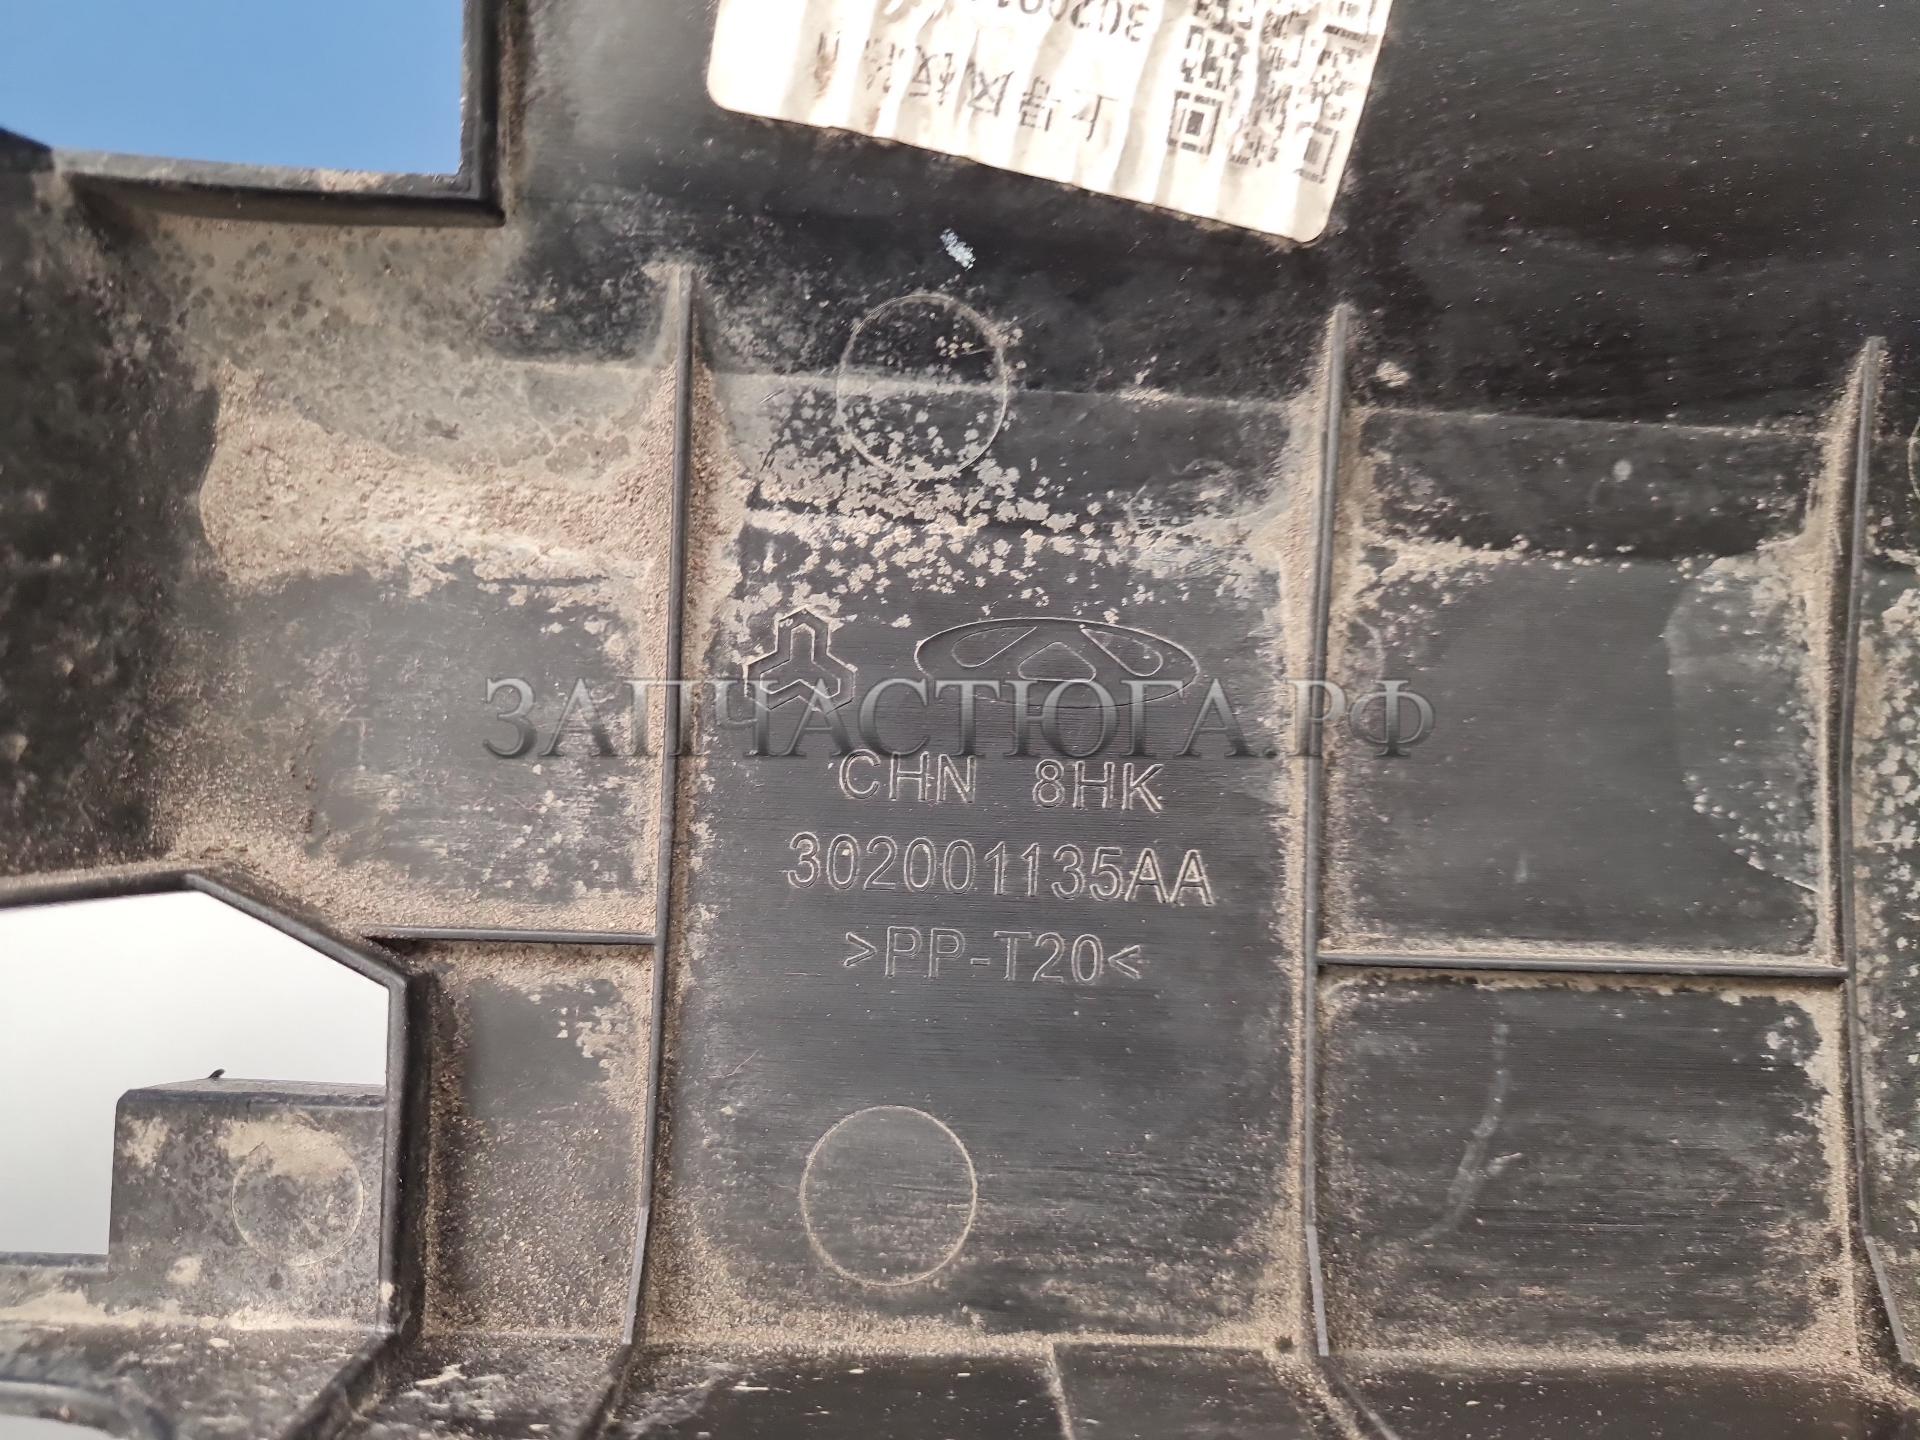 ЗАПЧАСТЮГА.РФ
CHN 8HK
302001135AA
>PP-T20<